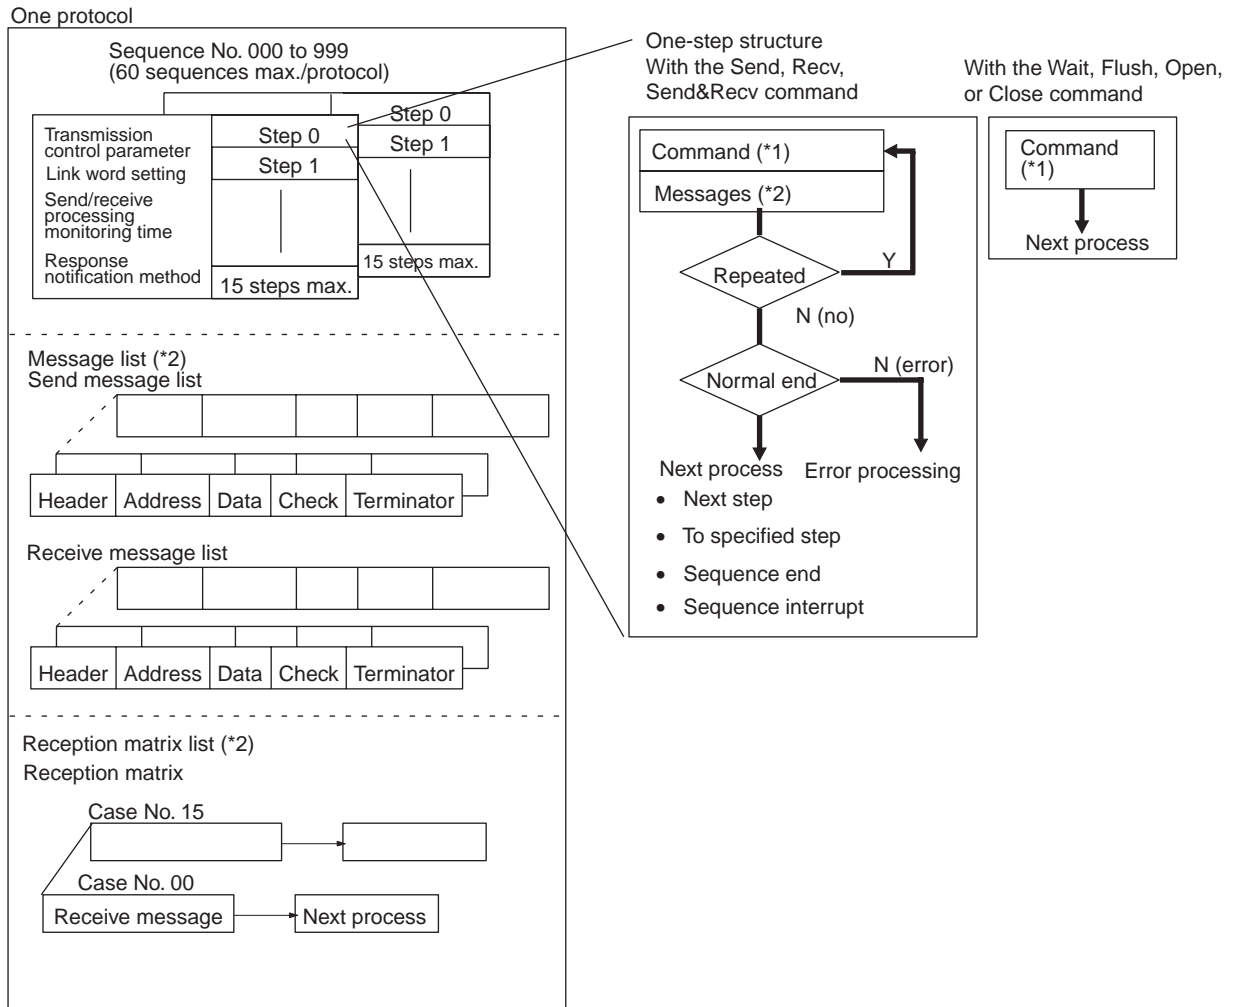 One protocol
Sequence No. 000 to 999
(60 sequences max./protocol)
Step 0
Step 1
15 steps max.
Transmission
control parameter
Link word setting
Send/receive
processing
monitoring time
Response
notification method
Step 0
Step 1
15 steps max.
Message list (*2)
Send message list
Header Address Data Check Terminator
Receive message list
Header Address Data Check Terminator
Reception matrix list (*2)
Reception matrix
Case No. 15
Case No. 00
Receive message
Next process
One-step structure
With the Send, Recv,
Send&Recv command
Command (*1)
Messages (*2)
Repeated
Y
N (no)
Normal end
N (error)
Next process
Error processing
• Next step
• To specified step
• Sequence end
• Sequence interrupt
With the Wait, Flush, Open,
or Close command
Command
(*1)
Next process